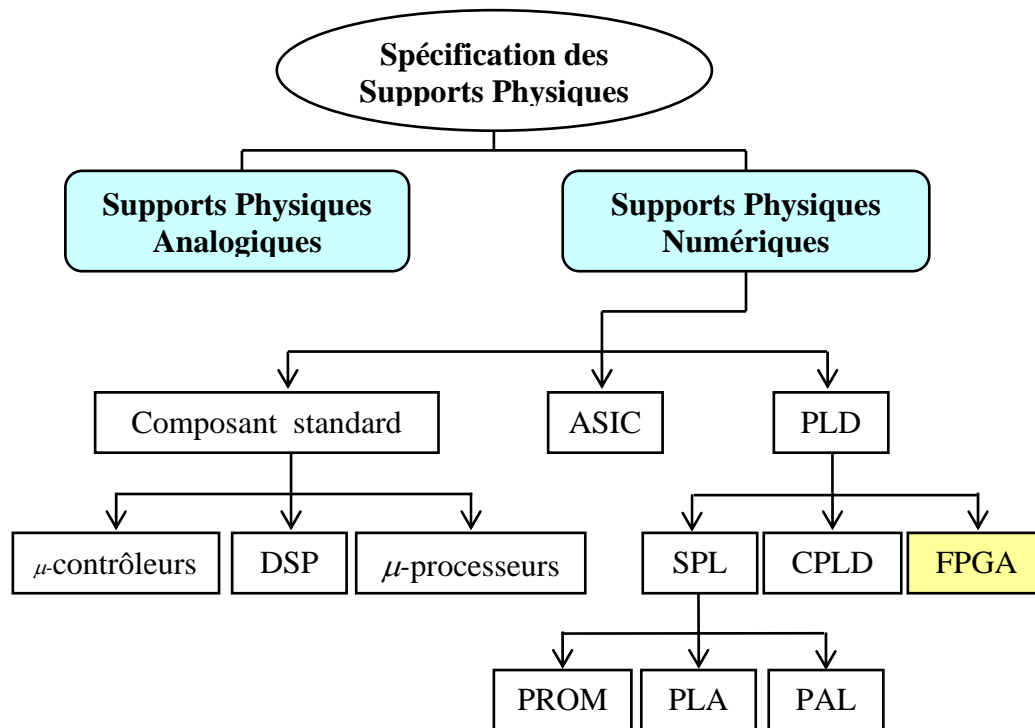 Spécification des
Supports Physiques
Supports Physiques
Analogiques
Supports Physiques
Numériques
Composant standard
ASIC
PLD
μ-contrôleurs
DSP
μ-processeurs
SPL
CPLD
FPGA
PROM
PLA
PAL